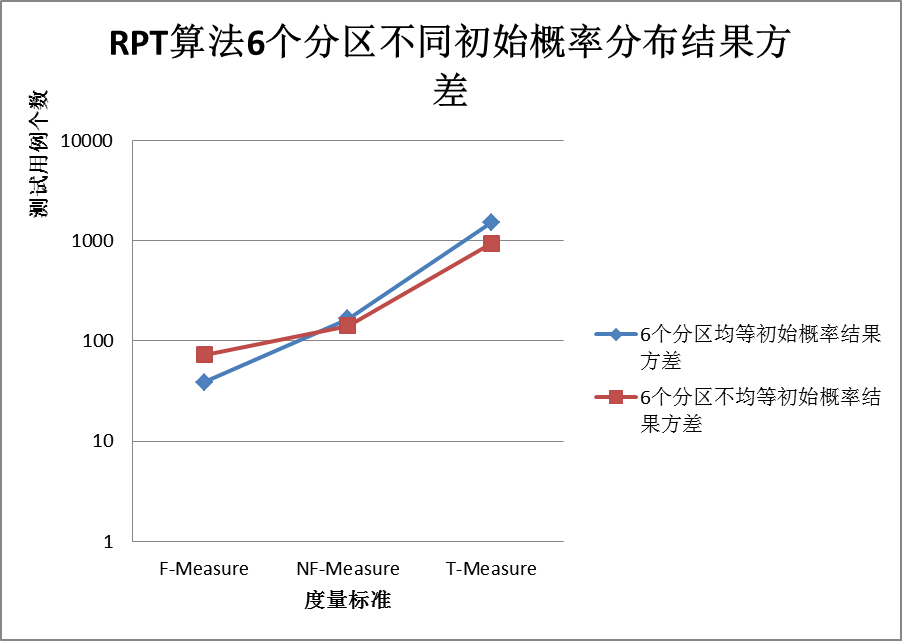 RPT算法6个分区不同初始概率分布结果方
差
测试用例个数
10000
1000
100
10
1
F-Measure
NF-Measure
T-Measure
度量标准
6个分区均等初始概率结果
方差
6个分区不均等初始概率结
果方差